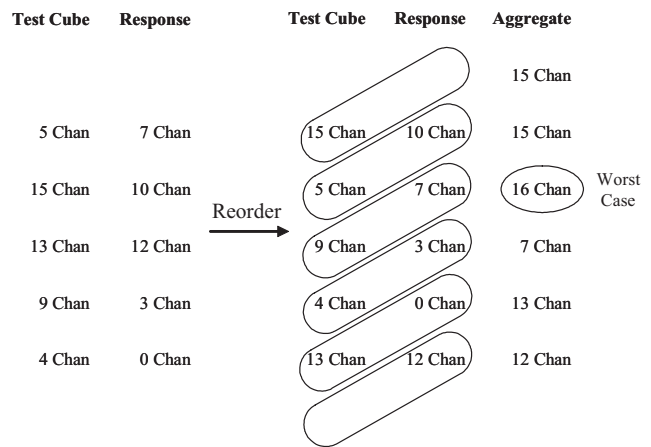 Test Cube Response Test Cube Response Aggregate
15 Chan
5 Chan 7 Chan 15 Chan 10 Chan 15 Chan
15 Chan 10 Chan 5 Chan 7 Chan 16 Chan Worst
Case
Reorder
13 Chan 12 Chan 9 Chan 3 Chan 7 Chan
9 Chan 3 Chan 4 Chan 0 Chan 13 Chan
4 Chan 0 Chan 13 Chan 12 Chan 12 Chan